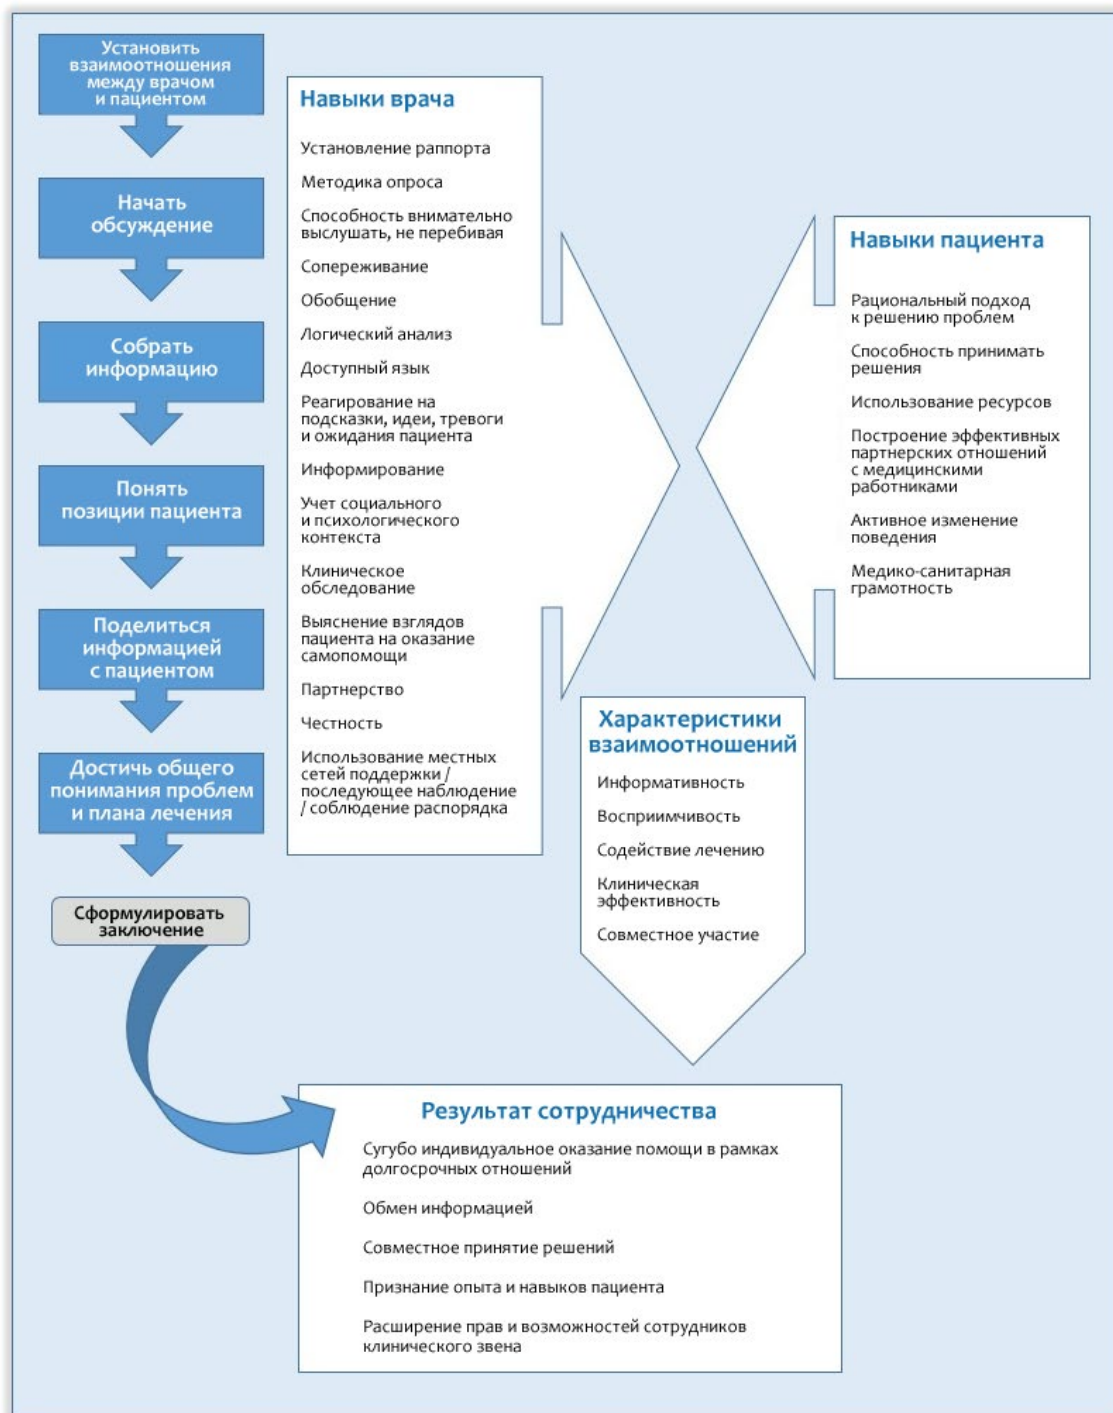 Установить
взаимоотношения
между врачом
и пациентом
Начать
обсуждение
Собрать
информацию
Понять
позиции пациента
Поделиться
информацией
с пациентом
Достичь общего
понимания проблем
и плана лечения
Сформулировать
заключение
Навыки врача
Установление раппорта
Методика опроса
Способность внимательно
выслушать, не перебивая
Сопереживание
Обобщение
Логический анализ
Доступный язык
Реагирование на
подсказки, идеи, тревоги
и ожидания пациента
Информирование
Учет социального
и психологического
контекста
Клиническое
обследование
Выяснение взглядов
пациента на оказание
самопомощи
Партнерство
Честность
Использование местных
сетей поддержки /
последующее наблюдение
/ соблюдение распорядка
Навыки пациента
Рациональный подход
к решению проблем
Способность принимать
решения
Использование ресурсов
Построение эффективных
партнерских отношений
с медицинскими
работниками
Активное изменение
поведения
Медико-санитарная
грамотность
Характеристики
взаимоотношений
Информативность
Восприимчивость
Содействие лечению
Клиническая
эффективность
Совместное участие
Результат сотрудничества
Сугубо индивидуальное оказание помощи в рамках
долгосрочных отношений
Обмен информацией
Совместное принятие решений
Признание опыта и навыков пациента
Расширение прав и возможностей сотрудников
клинического звена